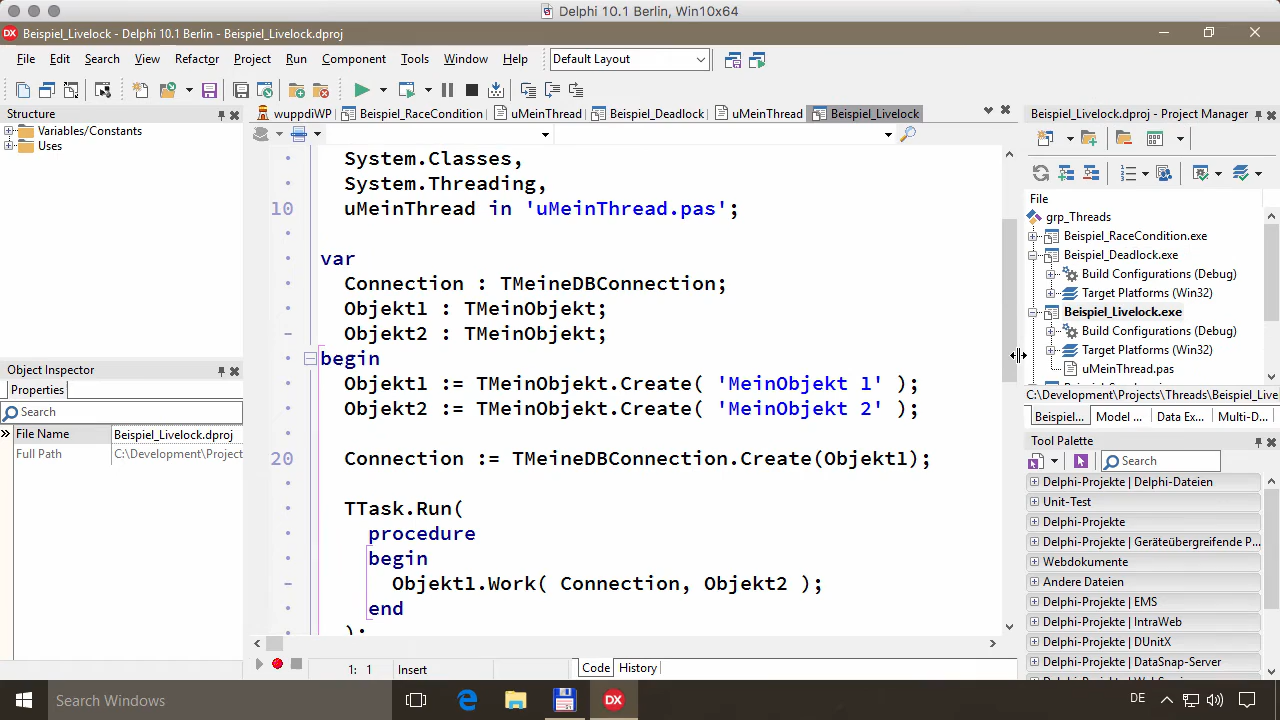 Delphi 10.1 Berlin, Win10x64
DX Beispiel_Livelock - Delphi 10.1 Berlin - Beispiel_Livelock.dproj
File Edit Search View Refactor Project Run Component Tools Window Help Default Layout
Structure
Variables/Constants
Uses
wuppdiWP Beispiel_RaceCondition uMeinThread Beispiel_Deadlock uMeinThread Beispiel_Livelock
System.Classes,
System.Threading,
10 uMeinThread in 'uMeinThread.pas';
var
Connection : TMeineDBConnection;
Objekt1 : TMeinObjekt;
Objekt2 : TMeinObjekt;
begin
Objekt1 := TMeinObjekt.Create( 'MeinObjekt 1' );
Objekt2 := TMeinObjekt.Create( 'MeinObjekt 2' );
20 Connection := TMeineDBConnection.Create(Objekt1);
TTask.Run(
procedure
begin
Objekt1.Work( Connection, Objekt2 );
end
);
1: 1 Insert Code History
Object Inspector
Properties
Search
File Name Beispiel_Livelock.dproj
Full Path C:\Development\Project
Beispiel_Livelock.dproj - Project Manager
File
grp_Threads
Beispiel_RaceCondition.exe
Beispiel_Deadlock.exe
Build Configurations (Debug)
Target Platforms (Win32)
Beispiel_Livelock.exe
Build Configurations (Debug)
Target Platforms (Win32)
uMeinThread.pas
C:\Development\Projects\Threads\Beispiel_Live
Beispiel... Model ... Data Ex... Multi-D...
Tool Palette
Search
Delphi-Projekte | Delphi-Dateien
Unit-Test
Delphi-Projekte
Delphi-Projekte | Geräteübergreifende P...
Webdokumente
Andere Dateien
Delphi-Projekte | EMS
Delphi-Projekte | IntraWeb
Delphi-Projekte | DUnitX
Delphi-Projekte | DataSnap-Server
Search Windows DX DE